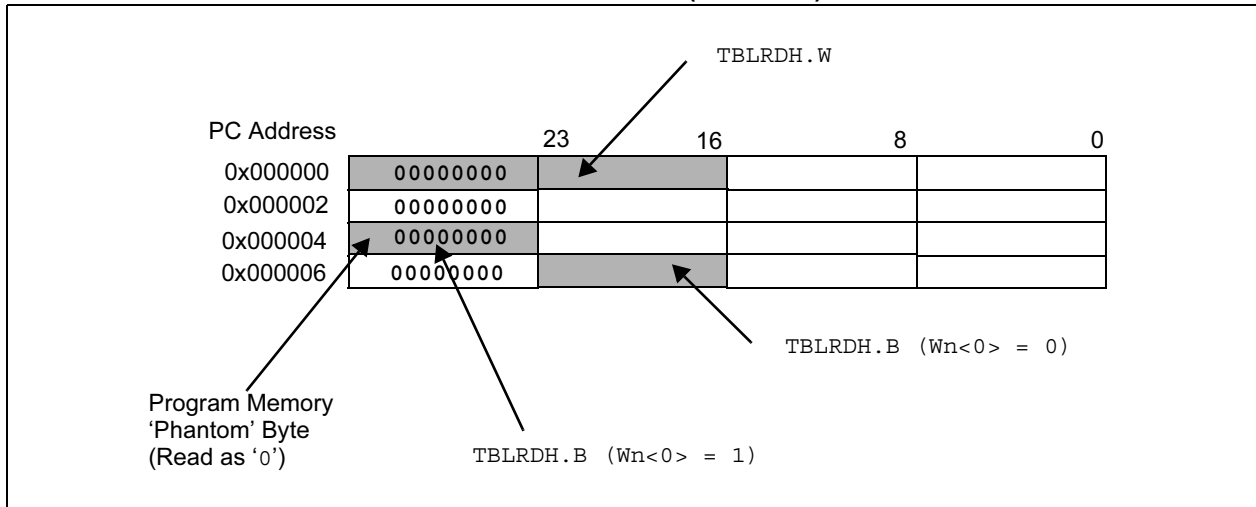 TBLRDH.W
PC Address
23 16 8 0
0x000000 00000000
0x000002 00000000
0x000004 00000000
0x000006 00000000
TBLRDH.B (Wn<0> = 0)
Program Memory
‘Phantom’ Byte
(Read as ‘0’)
TBLRDH.B (Wn<0> = 1)